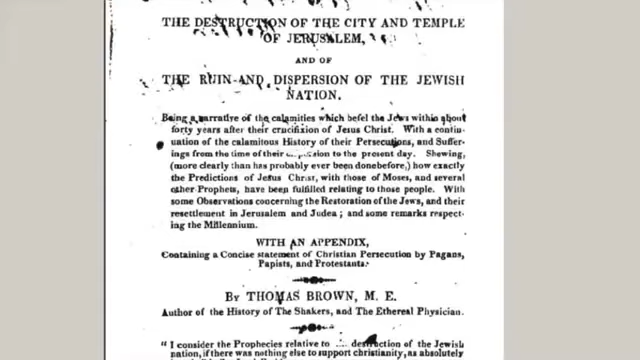 THE DESTRUCTION OF THE CITY AND TEMPLE
OF JERUSALEM,
AND OF
THE RUIN AND DISPERSION OF THE JEWISH
NATION.
Being a narrative of the calamities which befel the Jews within about
forty years after their crucifixion of Jesus Christ. With a continu-
uation of the calamitous History of their Persecutions, and Suffer-
ings from the time of their to the present day. Shewing,
(more clearly than has probably ever been done before,) how exactly
the Predictions of Jesus Christ, with those of Moses, and several
other Prophets, have been fulfilled relating to those people. With
some Observations concerning the Restoration of the Jews, and their
resettlement in Jerusalem and Judea; and some remarks respect-
ing the Millennium.
WITH AN APPENDIX,
Containing a Concise statement of Christian Persecution by Pagans,
Papists, and Protestants.
By THOMAS BROWN, M. E.
Author of the History of The Shakers, and The Ethereal Physician.
"I consider the Prophecies relative to destruction of the Jewish
nation, if there was nothing else to support christianity, as absolutely